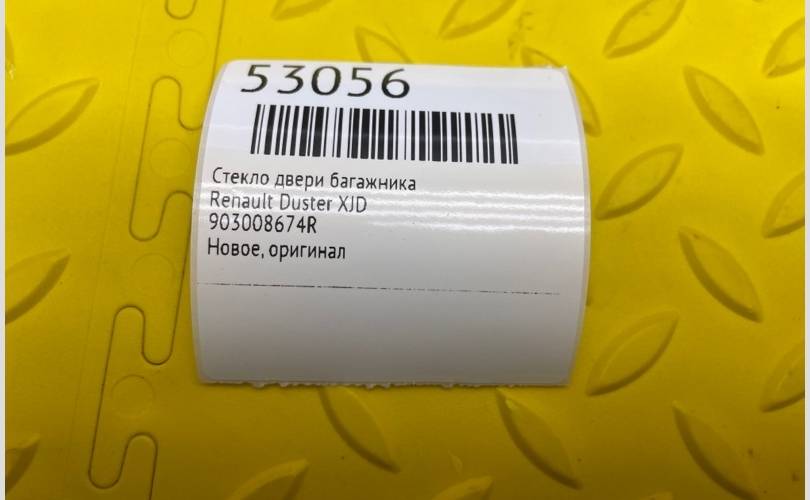 53056
Стекло двери багажника
Renault Duster XJD
903008674R
Новое, оригинал